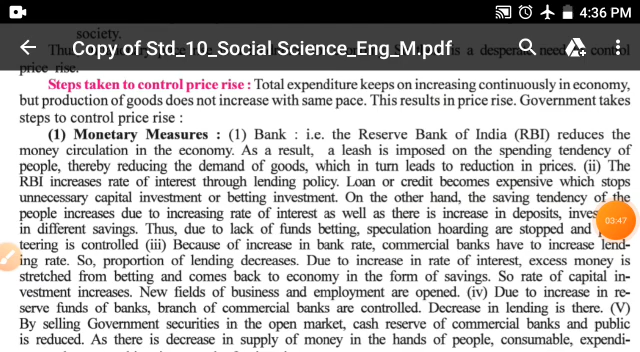 4:36 PM
society.
Copy of Std_10_Social Science_Eng_M.pdf
price rise.
Steps taken to control price rise : Total expenditure keeps on increasing continuously in economy,
but production of goods does not increase with same pace. This results in price rise. Government takes
steps to control price rise :
(1) Monetary Measures : (1) Bank : i.e. the Reserve Bank of India (RBI) reduces the
money circulation in the economy. As a result, a leash is imposed on the spending tendency of
people, thereby reducing the demand of goods, which in turn leads to reduction in prices. (ii) The
RBI increases rate of interest through lending policy. Loan or credit becomes expensive which stops
unnecessary capital investment or betting investment. On the other hand, the saving tendency of the
people increases due to increasing rate of interest as well as there is increase in deposits,
03:47
in different savings. Thus, due to lack of funds betting, speculation hoarding are stopped and
teering is controlled (iii) Because of increase in bank rate, commercial banks have to increase lend-
ing rate. So, proportion of lending decreases. Due to increase in rate of interest, excess money is
stretched from betting and comes back to economy in the form of savings. So rate of capital in-
vestment increases. New fields of business and employment are opened. (iv) Due to increase in re-
serve funds of banks, branch of commercial banks are controlled. Decrease in lending is there. (V)
By selling Government securities in the open market, cash reserve of commercial banks and public
is reduced. As there is decrease in supply of money in the hands of people, consumable, expendi-